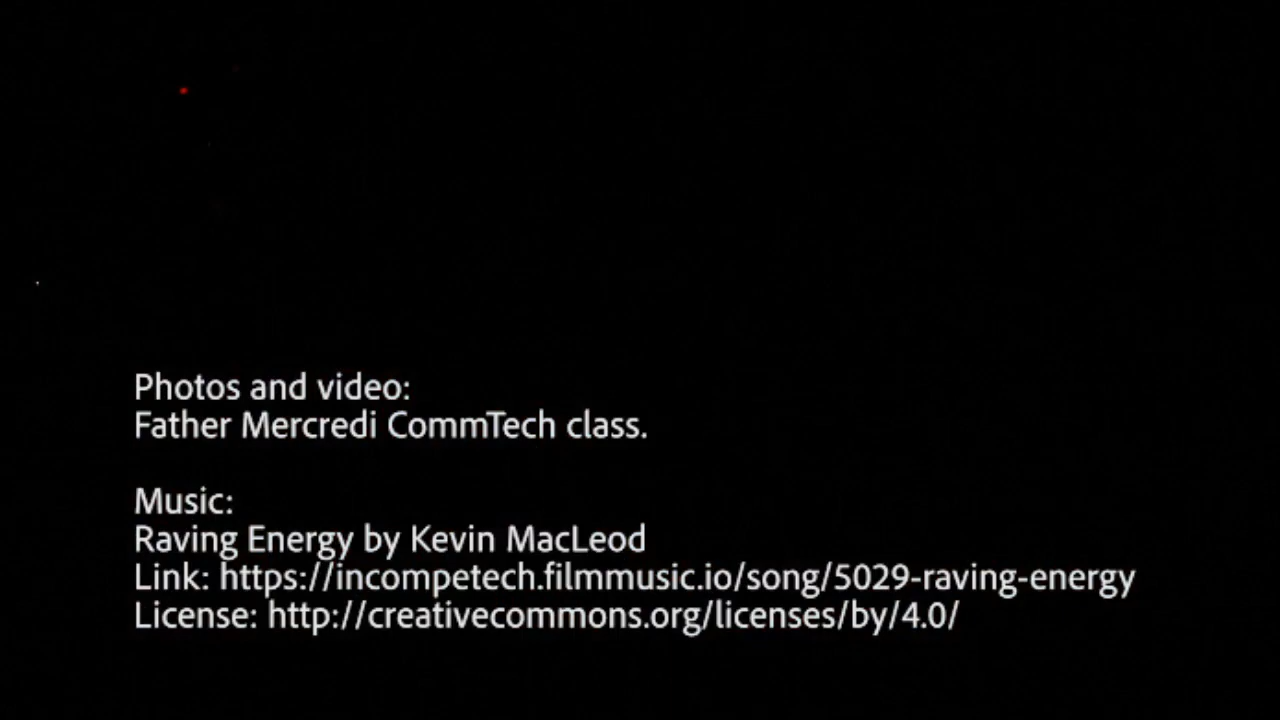 Photos and video:
Father Mercredi CommTech class.
Music:
Raving Energy by Kevin MacLeod
Link: https://incompetech.filmmusic.io/song/5029-raving-energy
License: http://creativecommons.org/licenses/by/4.0/